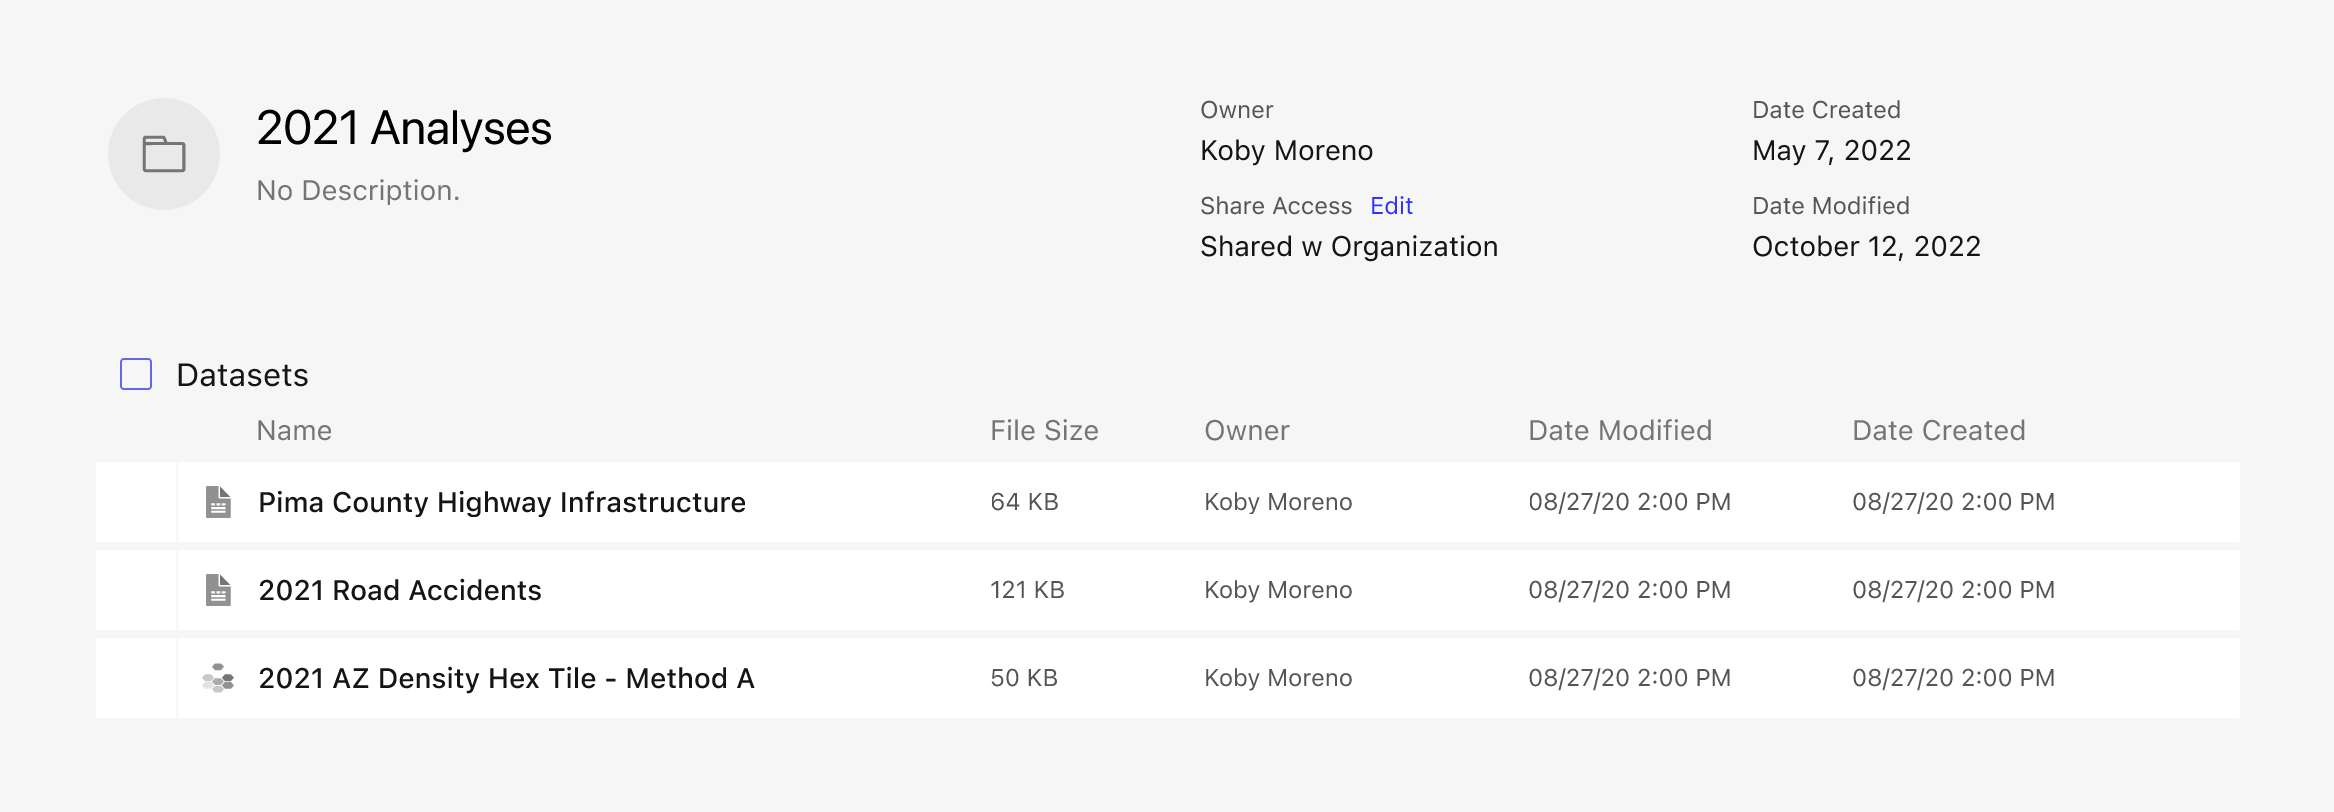 2021 Analyses
No Description.
Owner
Koby Moreno
Share Access Edit
Shared w Organization
Date Created
May 7, 2022
Date Modified
October 12, 2022
Datasets
Name File Size Owner Date Modified Date Created
Pima County Highway Infrastructure 64 KB Koby Moreno 08/27/20 2:00 PM 08/27/20 2:00 PM
2021 Road Accidents 121 KB Koby Moreno 08/27/20 2:00 PM 08/27/20 2:00 PM
2021 AZ Density Hex Tile - Method A 50 KB Koby Moreno 08/27/20 2:00 PM 08/27/20 2:00 PM